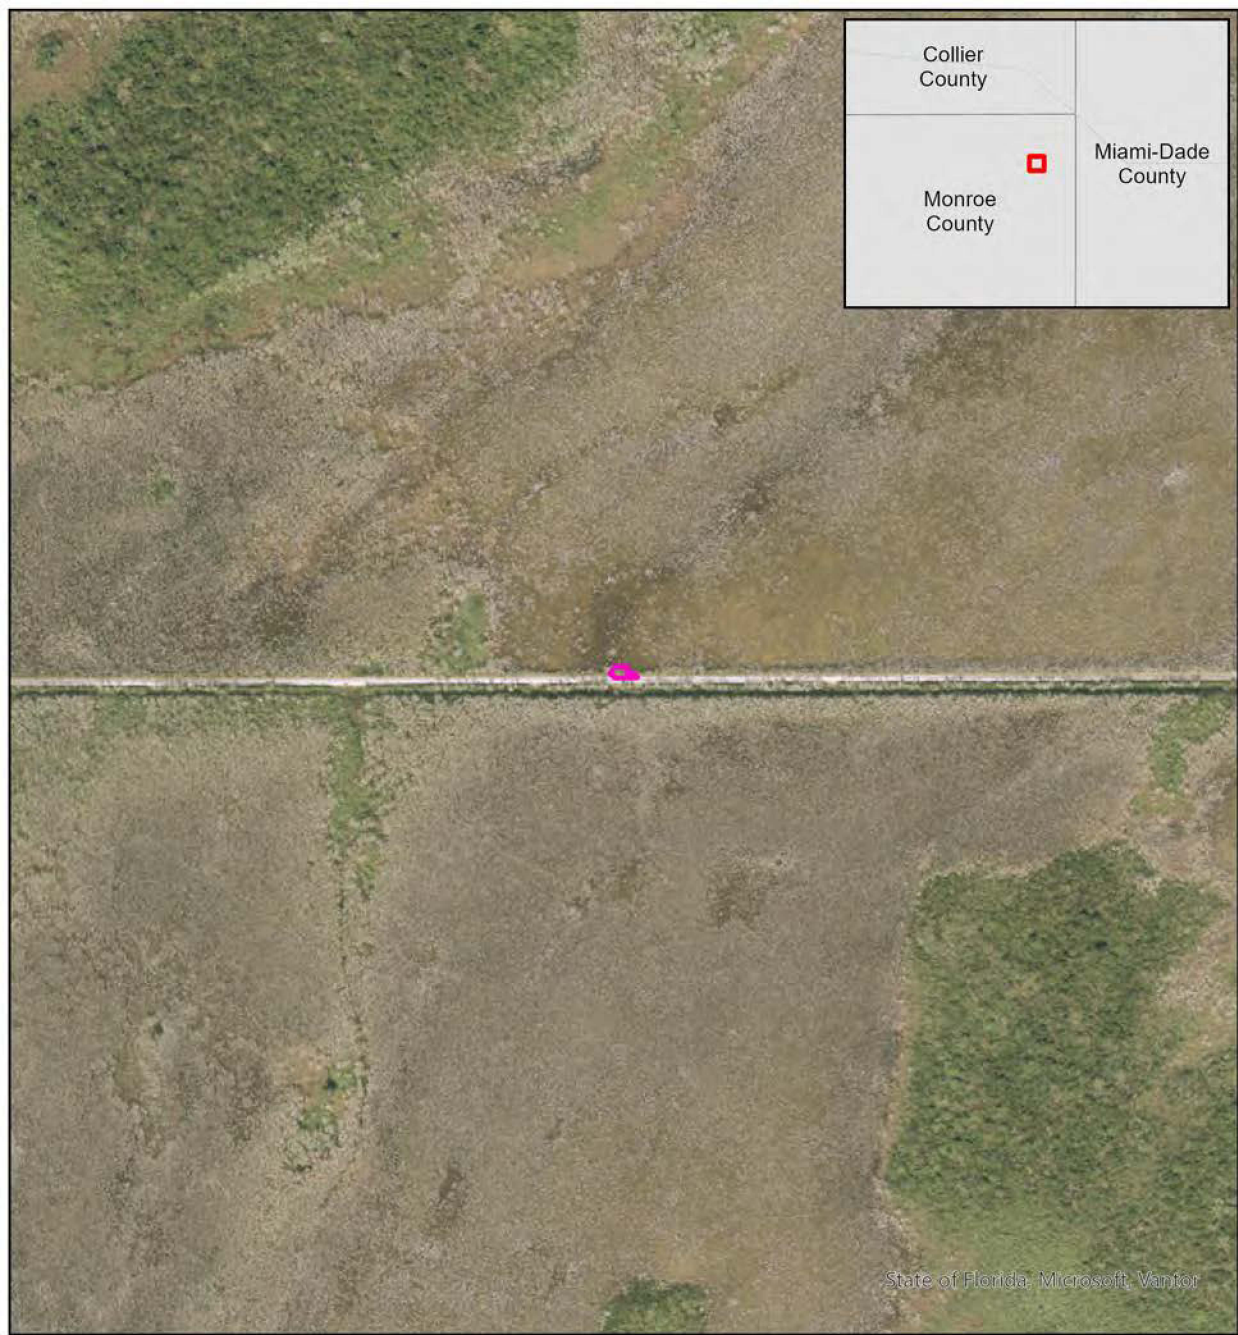 Collier
County
Miami-Dade
County
Monroe
County
State of Florida, Microsoft, Vantor